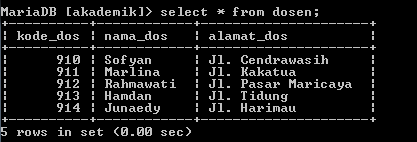 MariaDB [akademik]> select * from dosen;
+----------+-----------+-------------------+
| kode_dos | nama_dos  | alamat_dos        |
+----------+-----------+-------------------+
|      910 | Sofyan    | Jl. Cendrawasih   |
|      911 | Marlina   | Jl. Kakatua       |
|      912 | Rahmawati | Jl. Pasar Maricaya |
|      913 | Hamdan    | Jl. Tidung        |
|      914 | Junaedy   | Jl. Harimau       |
+----------+-----------+-------------------+
5 rows in set (0.00 sec)